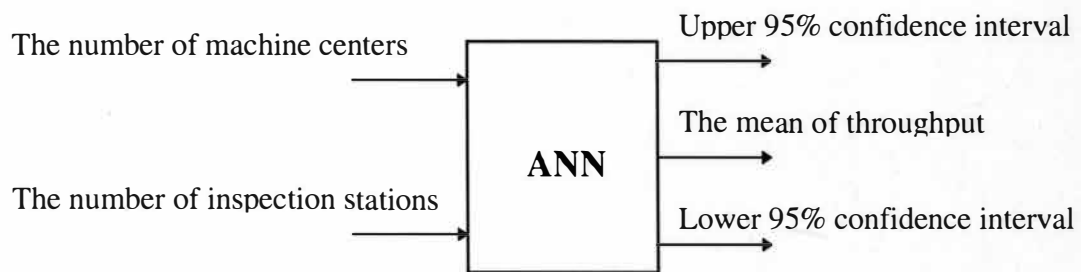 The number of machine centers
The number of inspection stations
ANN
Upper 95% confidence interval
The mean of throughput
Lower 95% confidence interval